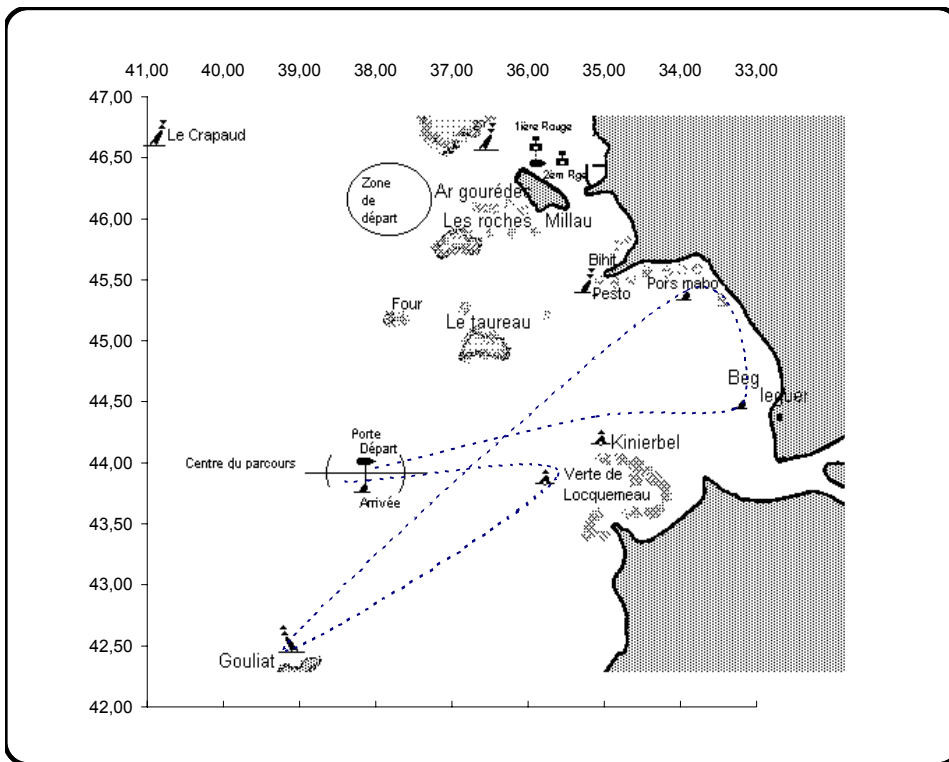 41,00 40,00 39,00 38,00 37,00 36,00 35,00 34,00 33,00
47,00
Le Crapaud
1ière Rouge
46,50
2èm Rge
Zone
de
départ
Ar gourédec
46,00
Les roches Millau
Bihit
45,50
Pesto
Pors mabo
Four
Le taureau
45,00
Beg
leguer
44,50
Porte
Départ
Kinierbel
44,00
Centre du parcours
Verte de
Locquemeau
Arrivée
43,50
43,00
42,50
Gouliat
42,00